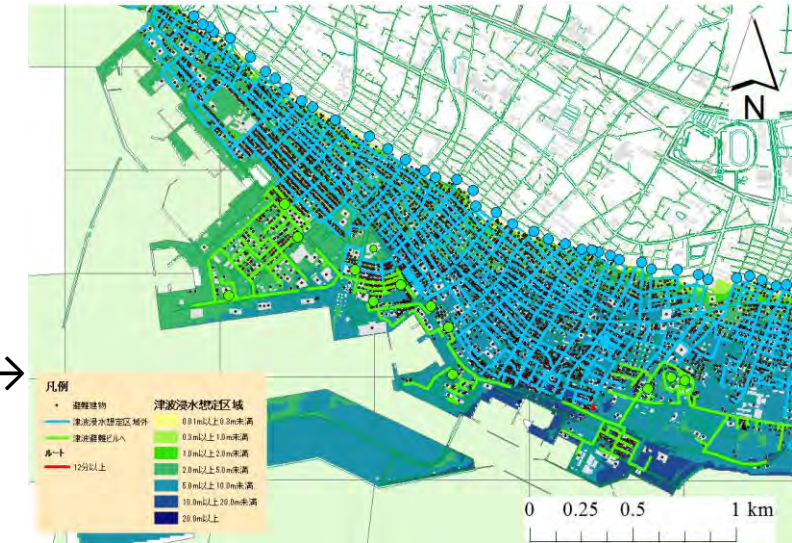 N
凡例
避難建物
津波浸水想定区域外
津波避難ビルへ
ルート
12分以上
津波浸水想定区域
0.01m以上0.3m未満
0.3m以上1.0m未満
1.0m以上2.0m未満
2.0m以上5.0m未満
5.0m以上10.0m未満
10.0m以上20.0m未満
20.0m以上
0 0.25 0.5 1 km